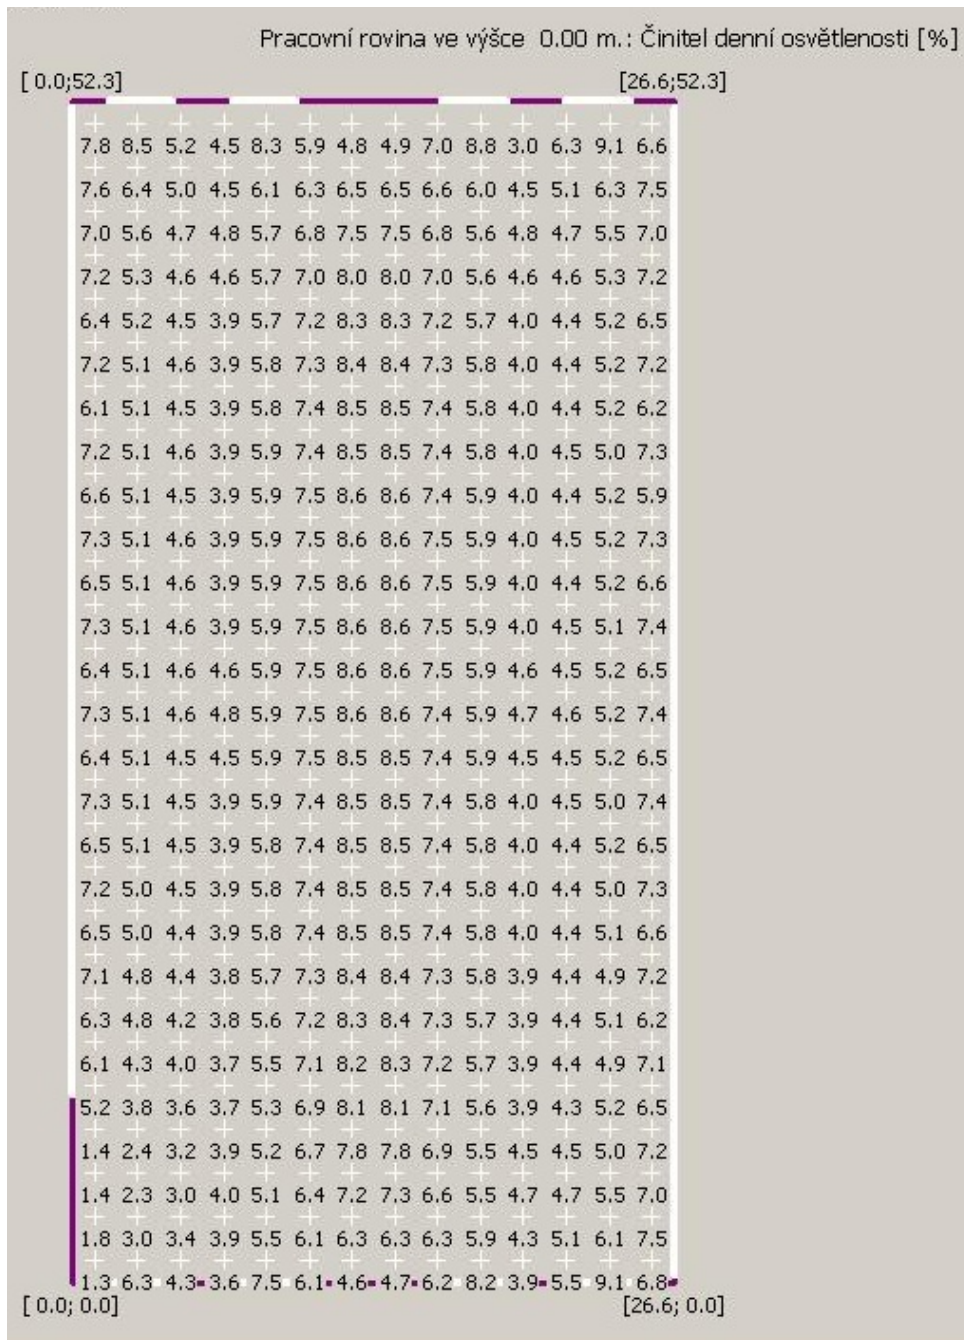 Pracovní rovina ve výšce 0.00 m.: Činitel denní osvětlenosti [%]
[ 0.0;52.3] [26.6;52.3]
7.8 8.5 5.2 4.5 8.3 5.9 4.8 4.9 7.0 8.8 3.0 6.3 9.1 6.6
7.6 6.4 5.0 4.5 6.1 6.3 6.5 6.5 6.6 6.0 4.5 5.1 6.3 7.5
7.0 5.6 4.7 4.8 5.7 6.8 7.5 7.5 6.8 5.6 4.8 4.7 5.5 7.0
7.2 5.3 4.6 4.6 5.7 7.0 8.0 8.0 7.0 5.6 4.6 4.6 5.3 7.2
6.4 5.2 4.5 3.9 5.7 7.2 8.3 8.3 7.2 5.7 4.0 4.4 5.2 6.5
7.2 5.1 4.6 3.9 5.8 7.3 8.4 8.4 7.3 5.8 4.0 4.4 5.2 7.2
6.1 5.1 4.5 3.9 5.8 7.4 8.5 8.5 7.4 5.8 4.0 4.4 5.2 6.2
7.2 5.1 4.6 3.9 5.9 7.4 8.5 8.5 7.4 5.8 4.0 4.5 5.0 7.3
6.6 5.1 4.5 3.9 5.9 7.5 8.6 8.6 7.4 5.9 4.0 4.4 5.2 5.9
7.3 5.1 4.6 3.9 5.9 7.5 8.6 8.6 7.5 5.9 4.0 4.5 5.2 7.3
6.5 5.1 4.6 3.9 5.9 7.5 8.6 8.6 7.5 5.9 4.0 4.4 5.2 6.6
7.3 5.1 4.6 3.9 5.9 7.5 8.6 8.6 7.5 5.9 4.0 4.5 5.1 7.4
6.4 5.1 4.6 4.6 5.9 7.5 8.6 8.6 7.5 5.9 4.6 4.5 5.2 6.5
7.3 5.1 4.6 4.8 5.9 7.5 8.6 8.6 7.4 5.9 4.7 4.6 5.2 7.4
6.4 5.1 4.5 4.5 5.9 7.5 8.5 8.5 7.4 5.9 4.5 4.5 5.2 6.5
7.3 5.1 4.5 3.9 5.9 7.4 8.5 8.5 7.4 5.8 4.0 4.5 5.0 7.4
6.5 5.1 4.5 3.9 5.8 7.4 8.5 8.5 7.4 5.8 4.0 4.4 5.2 6.5
7.2 5.0 4.5 3.9 5.8 7.4 8.5 8.5 7.4 5.8 4.0 4.4 5.0 7.3
6.5 5.0 4.4 3.9 5.8 7.4 8.5 8.5 7.4 5.8 4.0 4.4 5.1 6.6
7.1 4.8 4.4 3.8 5.7 7.3 8.4 8.4 7.3 5.8 3.9 4.4 4.9 7.2
6.3 4.8 4.2 3.8 5.6 7.2 8.3 8.4 7.3 5.7 3.9 4.4 5.1 6.2
6.1 4.3 4.0 3.7 5.5 7.1 8.2 8.3 7.2 5.7 3.9 4.4 4.9 7.1
5.2 3.8 3.6 3.7 5.3 6.9 8.1 8.1 7.1 5.6 3.9 4.3 5.2 6.5
1.4 2.4 3.2 3.9 5.2 6.7 7.8 7.8 6.9 5.5 4.5 4.5 5.0 7.2
1.4 2.3 3.0 4.0 5.1 6.4 7.2 7.3 6.6 5.5 4.7 4.7 5.5 7.0
1.8 3.0 3.4 3.9 5.5 6.1 6.3 6.3 6.3 5.9 4.3 5.1 6.1 7.5
1.3 6.3 4.3 3.6 7.5 6.1 4.6 4.7 6.2 8.2 3.9 5.5 9.1 6.8
[ 0.0; 0.0] [26.6; 0.0]